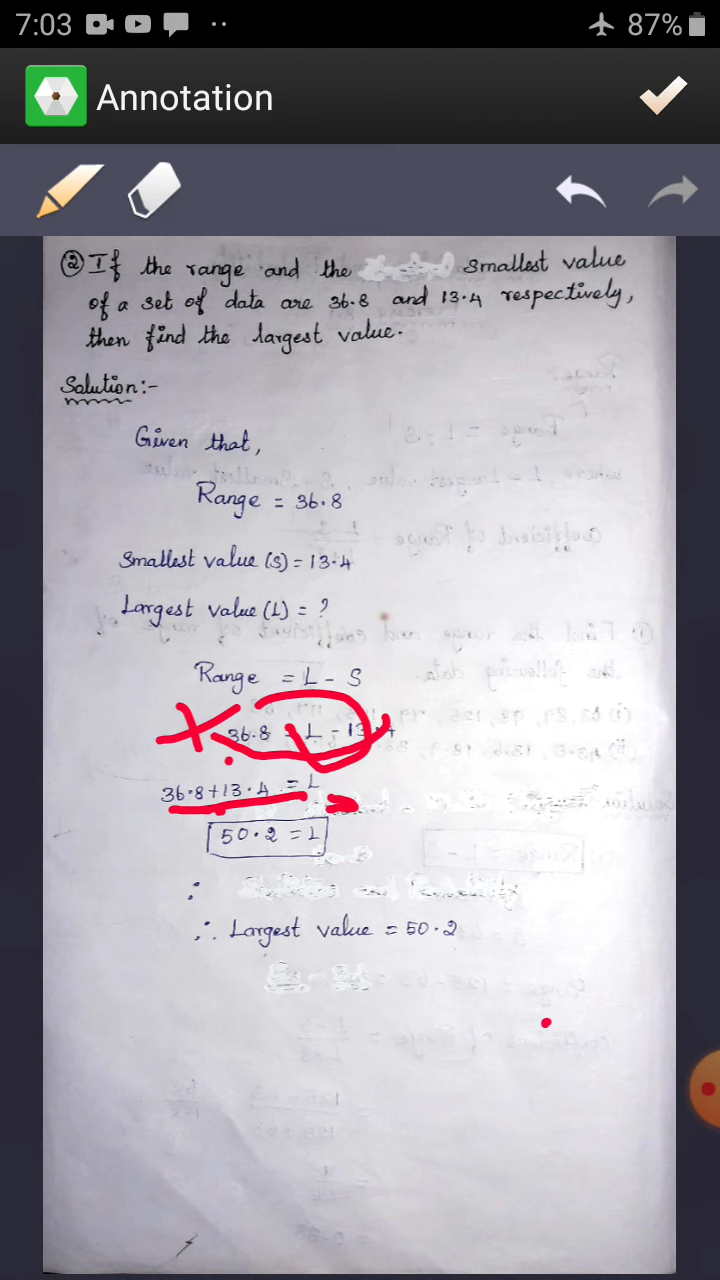 7:03
87%
Annotation
② If the range and the smallest value
of a set of data are 36.8 and 13.4 respectively,
then find the largest value.
Solution:-
Given that,
Range = 36.8
Smallest value (S) = 13.4
Largest value (L) = ?
Range = L - S
36.8 = L - 13.4
36.8+13.4 = L
50.2 = L
∴ Largest value = 50.2